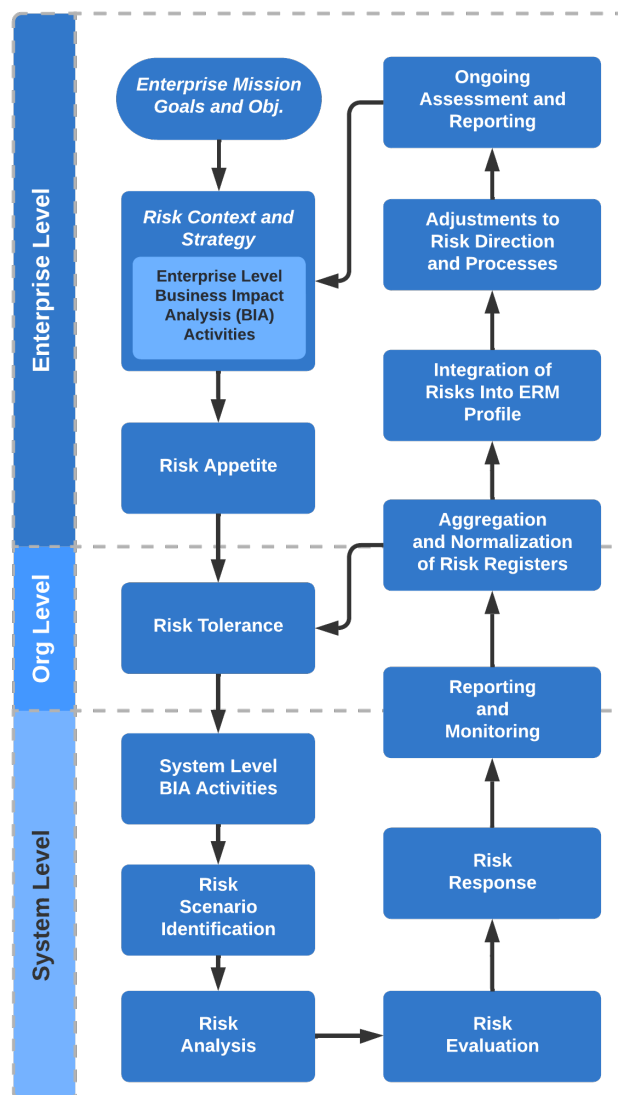 Enterprise Level
Org Level
System Level
Enterprise Mission
Goals and Obj.
Risk Context and
Strategy
Enterprise Level
Business Impact
Analysis (BIA)
Activities
Risk Appetite
Risk Tolerance
System Level
BIA Activities
Risk
Scenario
Identification
Risk
Analysis
Risk
Evaluation
Risk
Response
Reporting
and
Monitoring
Aggregation
and Normalization
of Risk Registers
Integration of
Risks Into ERM
Profile
Adjustments to
Risk Direction
and Processes
Ongoing
Assessment and
Reporting